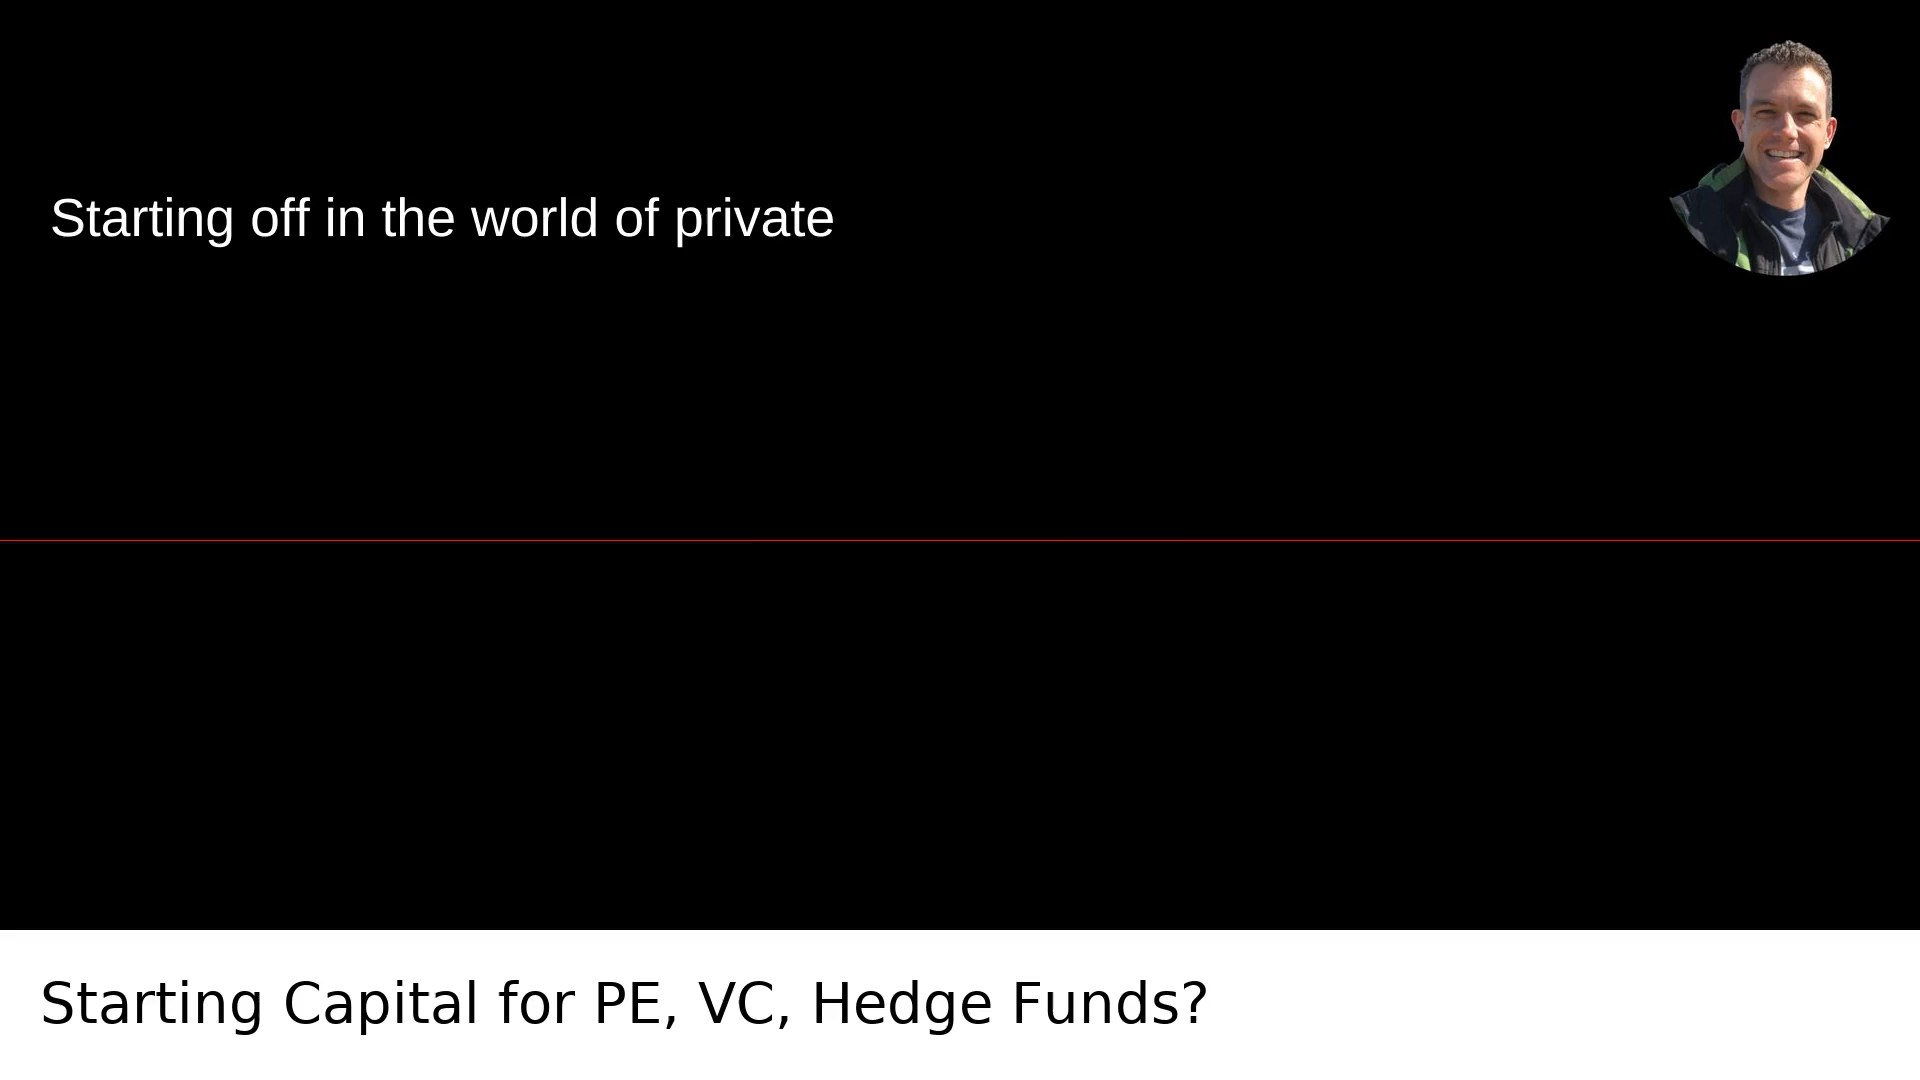 Starting off in the world of private
Starting Capital for PE, VC, Hedge Funds?